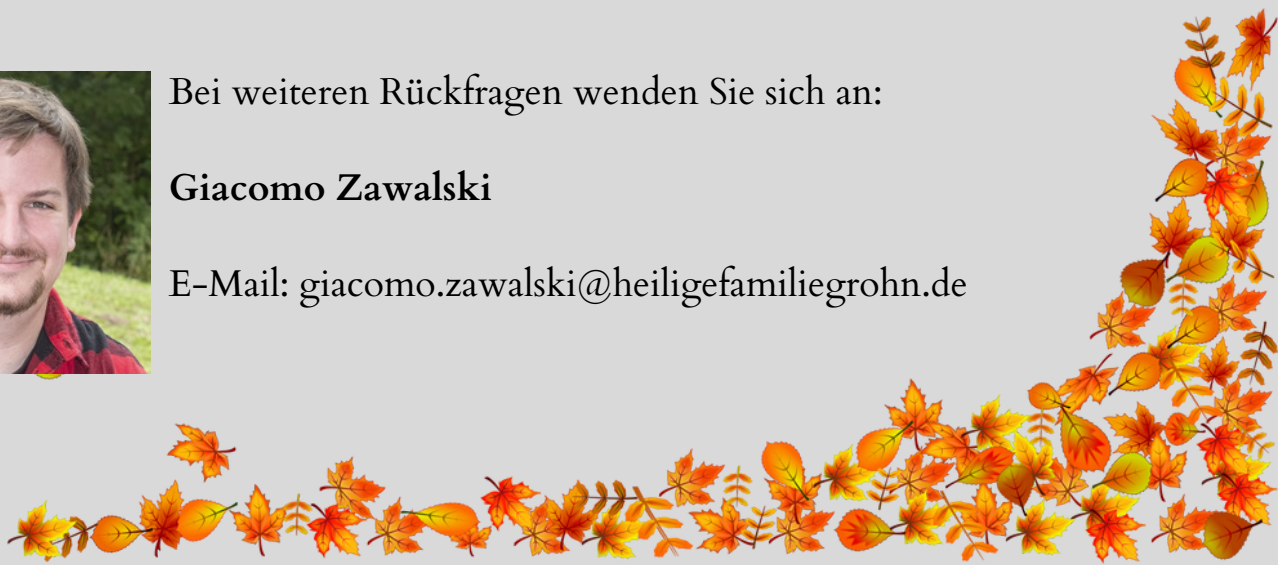 Bei weiteren Rückfragen wenden Sie sich an:
Giacomo Zawalski
E-Mail: giacomo.zawalski@heiligefamiliegrohn.de